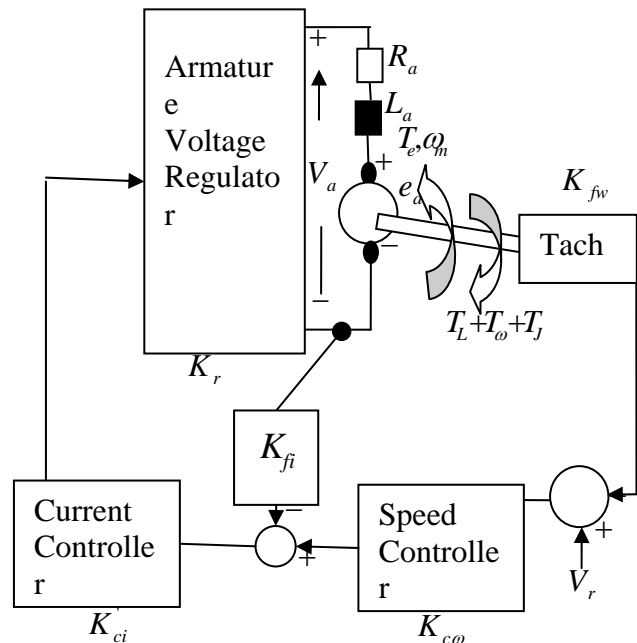 +
R_a
Armatur
e
Voltage
Regulato
r
L_a
T_e,ω_m
+
V_a
e_a
K_fw
−
Tach
−
T_L+T_ω+T_J
K_r
K_fi
−
Current
Controlle
r
+
Speed
Controlle
r
+
V_r
K'_ci
K_cω